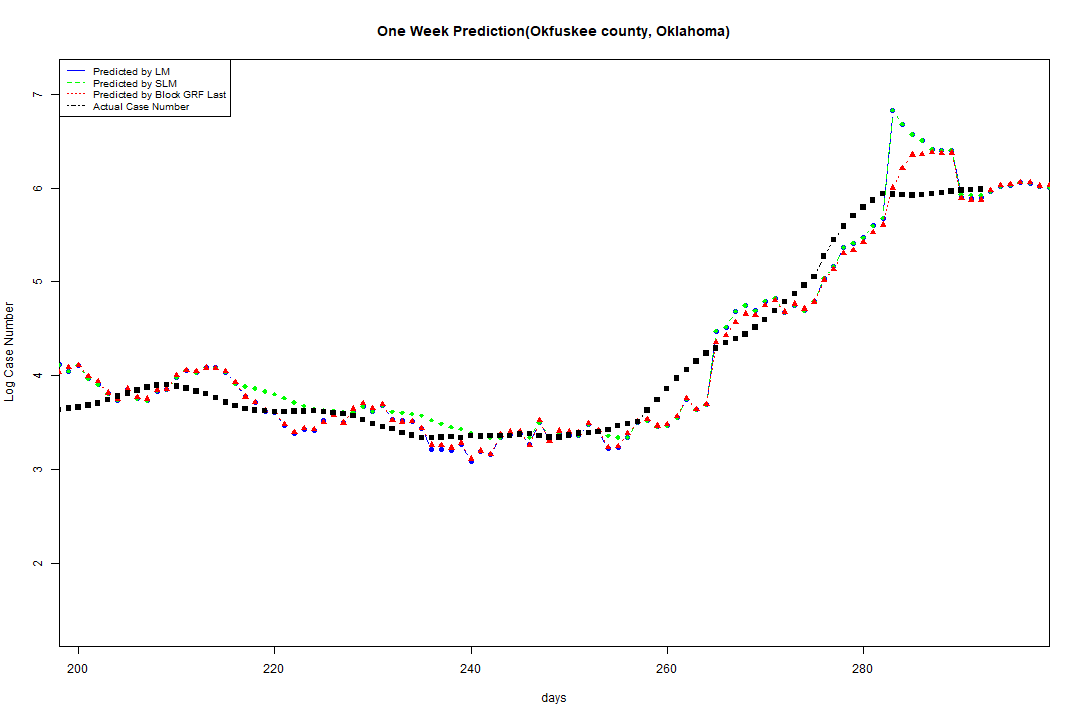 One Week Prediction(Okfuskee county, Oklahoma)
Predicted by LM
Predicted by SLM
Predicted by Block GRF Last
Actual Case Number
7
6
5
4
3
2
Log Case Number
200 220 240 260 280
days